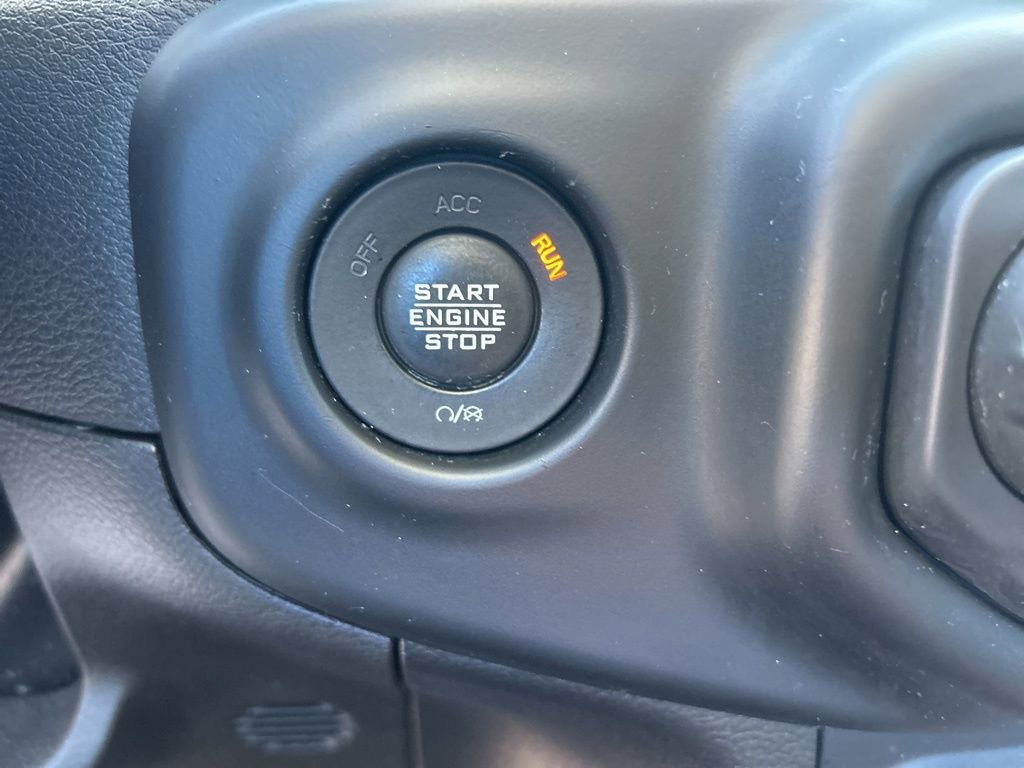 ACC
OFF
RUN
START
ENGINE
STOP